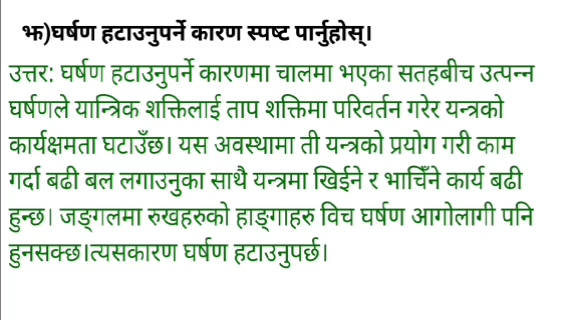 झ)घर्षण हटाउनुपर्ने कारण स्पष्ट पार्नुहोस्।
उत्तर: घर्षण हटाउनुपर्ने कारणमा चालमा भएका सतहबीच उत्पन्न
घर्षणले यान्त्रिक शक्तिलाई ताप शक्तिमा परिवर्तन गरेर यन्त्रको
कार्यक्षमता घटाउँछ। यस अवस्थामा ती यन्त्रको प्रयोग गरी काम
गर्दा बढी बल लगाउनुका साथै यन्त्रमा खिईने र भाचिँने कार्य बढी
हुन्छ। जङ्गलमा रुखहरुको हाङ्गाहरु विच घर्षण आगोलागी पनि
हुनसक्छ।त्यसकारण घर्षण हटाउनुपर्छ।